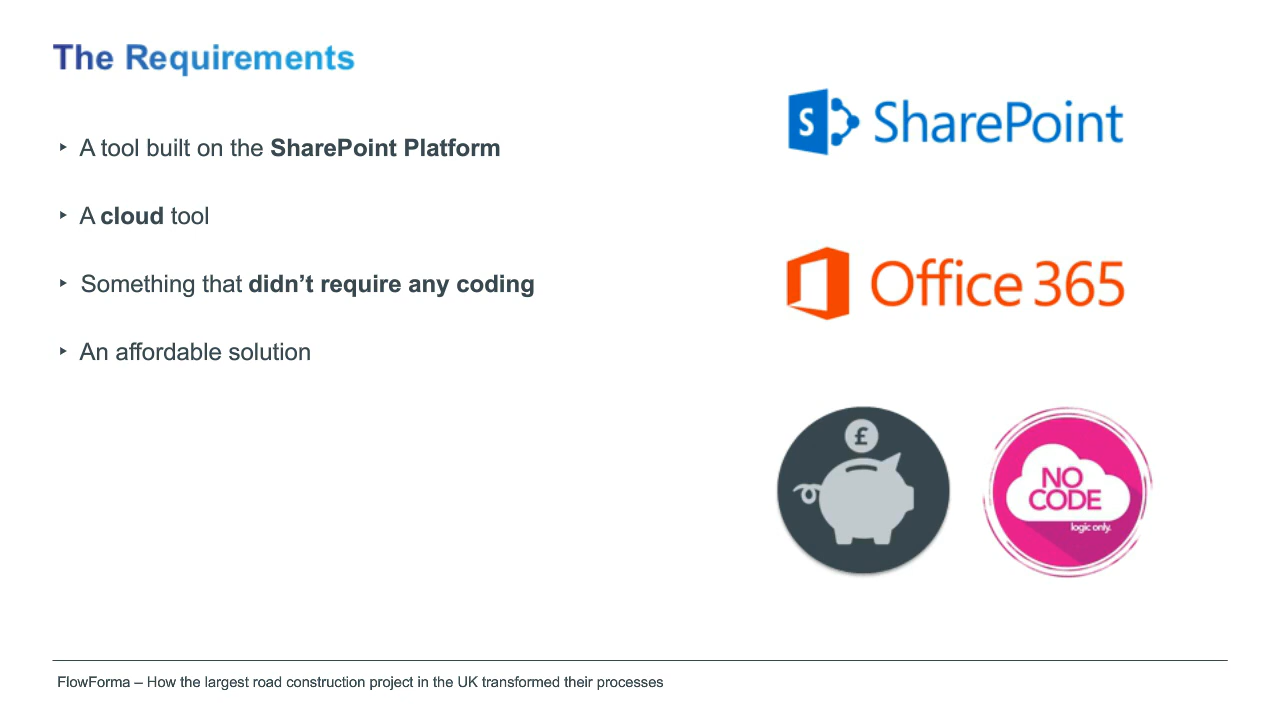 The Requirements
‣ A tool built on the SharePoint Platform
‣ A cloud tool
‣ Something that didn’t require any coding
‣ An affordable solution
S SharePoint
Office 365
£
NO
CODE
logic only.
FlowForma – How the largest road construction project in the UK transformed their processes